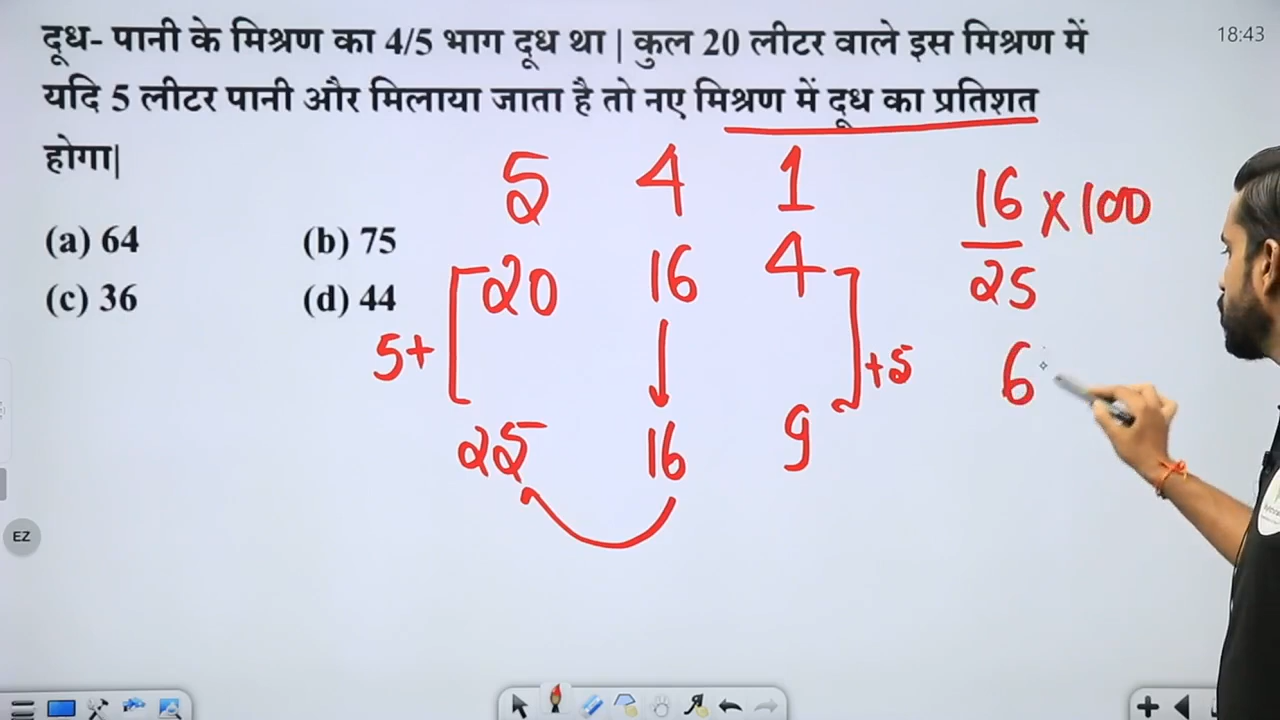 दूध- पानी के मिश्रण का 4/5 भाग दूध था | कुल 20 लीटर वाले इस मिश्रण में
यदि 5 लीटर पानी और मिलाया जाता है तो नए मिश्रण में दूध का प्रतिशत
होगा|
(a) 64 (b) 75
(c) 36 (d) 44
5 4 1
20 16 4
5+ +5
25 16 9
16 × 100
25
6
18:43
EZ